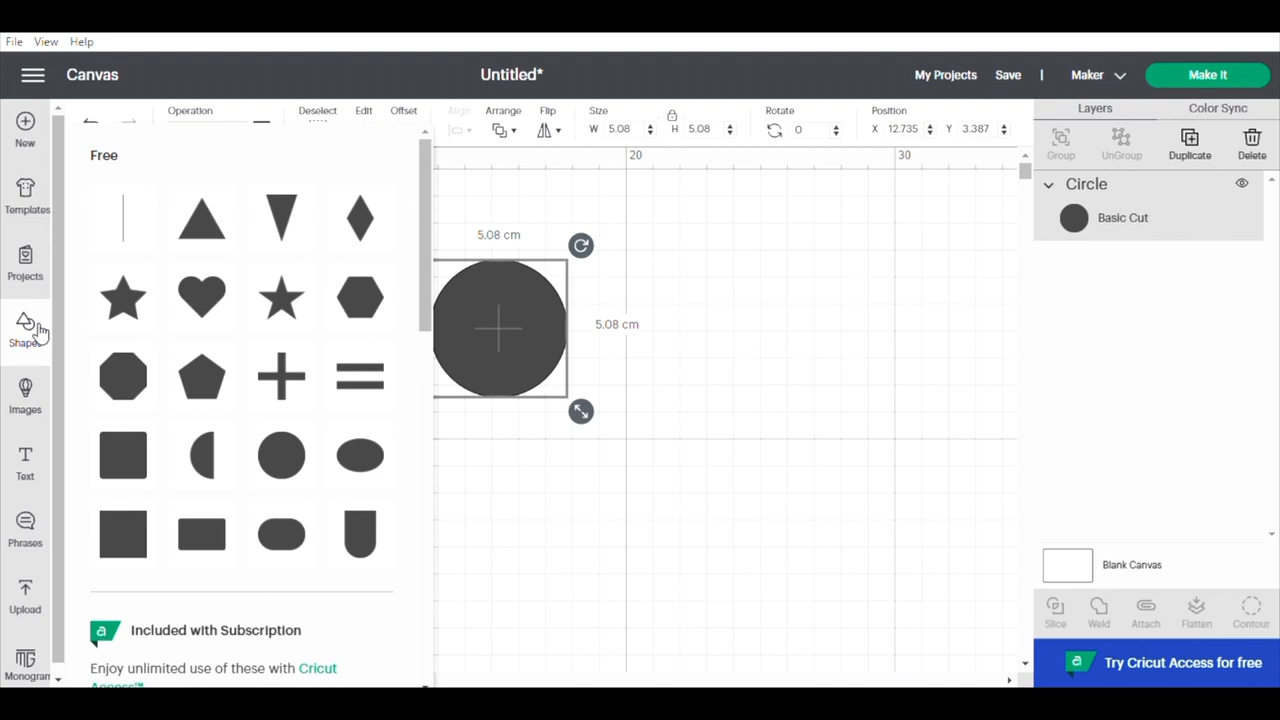 File View Help
Canvas
Untitled*
My Projects Save | Maker Make It
New
Templates
Projects
Shapes
Images
Text
Phrases
Upload
Monogram
Operation Deselect Edit Offset Align Arrange Flip Size Rotate Position
W 5.08 H 5.08 0 X 12.735 Y 3.387
Free
Included with Subscription
Enjoy unlimited use of these with Cricut
Access™
20 30
5.08 cm
5.08 cm
Layers Color Sync
Group UnGroup Duplicate Delete
Circle
Basic Cut
Blank Canvas
Slice Weld Attach Flatten Contour
a Try Cricut Access for free